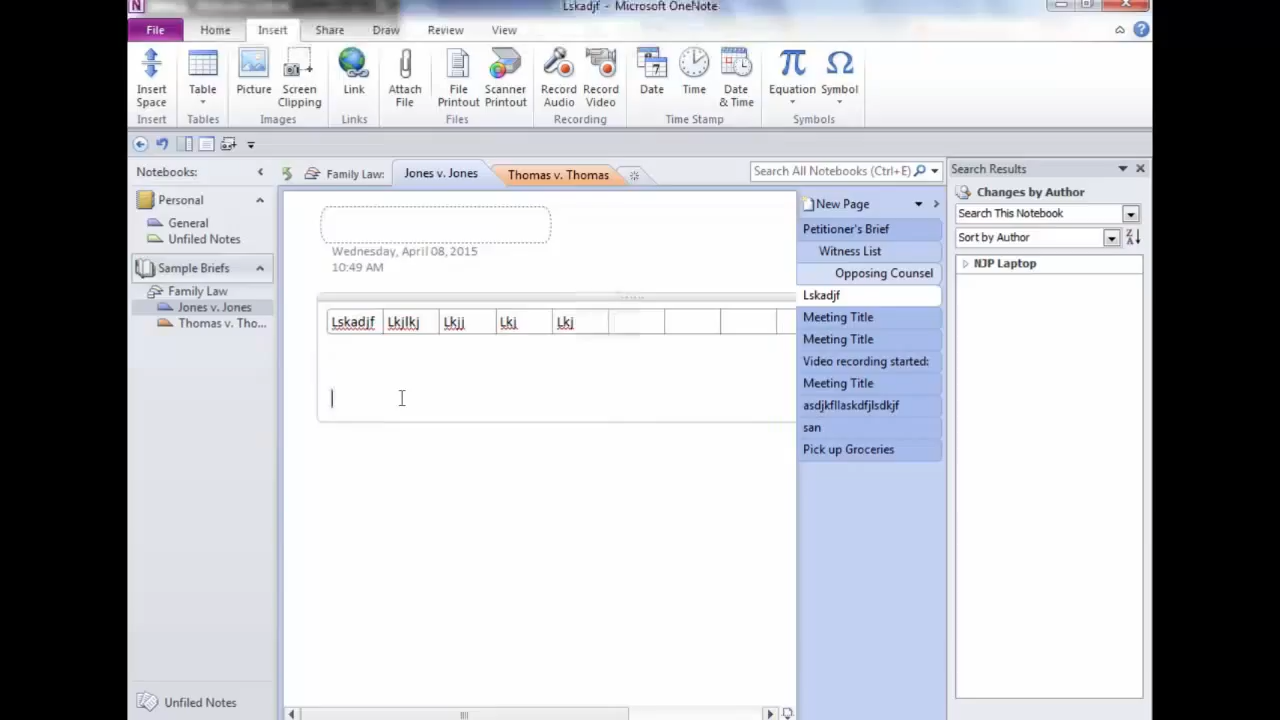 Lskadjf - Microsoft OneNote
File Home Insert Share Draw Review View
Insert Space
Table
Picture
Screen Clipping
Link
Attach File
File Printout
Scanner Printout
Record Audio
Record Video
Date
Time
Date & Time
Equation
Symbol
Insert Tables Images Links Files Recording Time Stamp Symbols
Notebooks:
Family Law:
Jones v. Jones
Thomas v. Thomas
Search All Notebooks (Ctrl+E)
Personal
General
Unfiled Notes
Sample Briefs
Family Law
Jones v. Jones
Thomas v. Tho...
Unfiled Notes
Wednesday, April 08, 2015
10:49 AM
Lskadjf Lkjlkj Lkjj Lkj Lkj
New Page
Petitioner's Brief
Witness List
Opposing Counsel
Lskadjf
Meeting Title
Meeting Title
Video recording started:
Meeting Title
asdjkfllaskdfjlsdkjf
san
Pick up Groceries
Search Results
Changes by Author
Search This Notebook
Sort by Author
NJP Laptop